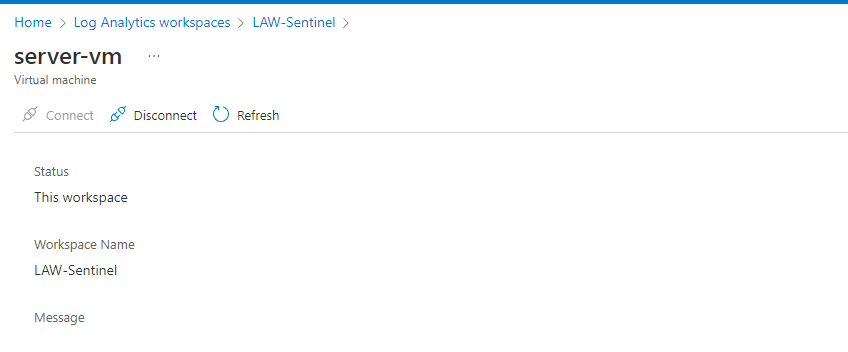 Home > Log Analytics workspaces > LAW-Sentinel >
server-vm ...
Virtual machine
Connect Disconnect Refresh
Status
This workspace
Workspace Name
LAW-Sentinel
Message